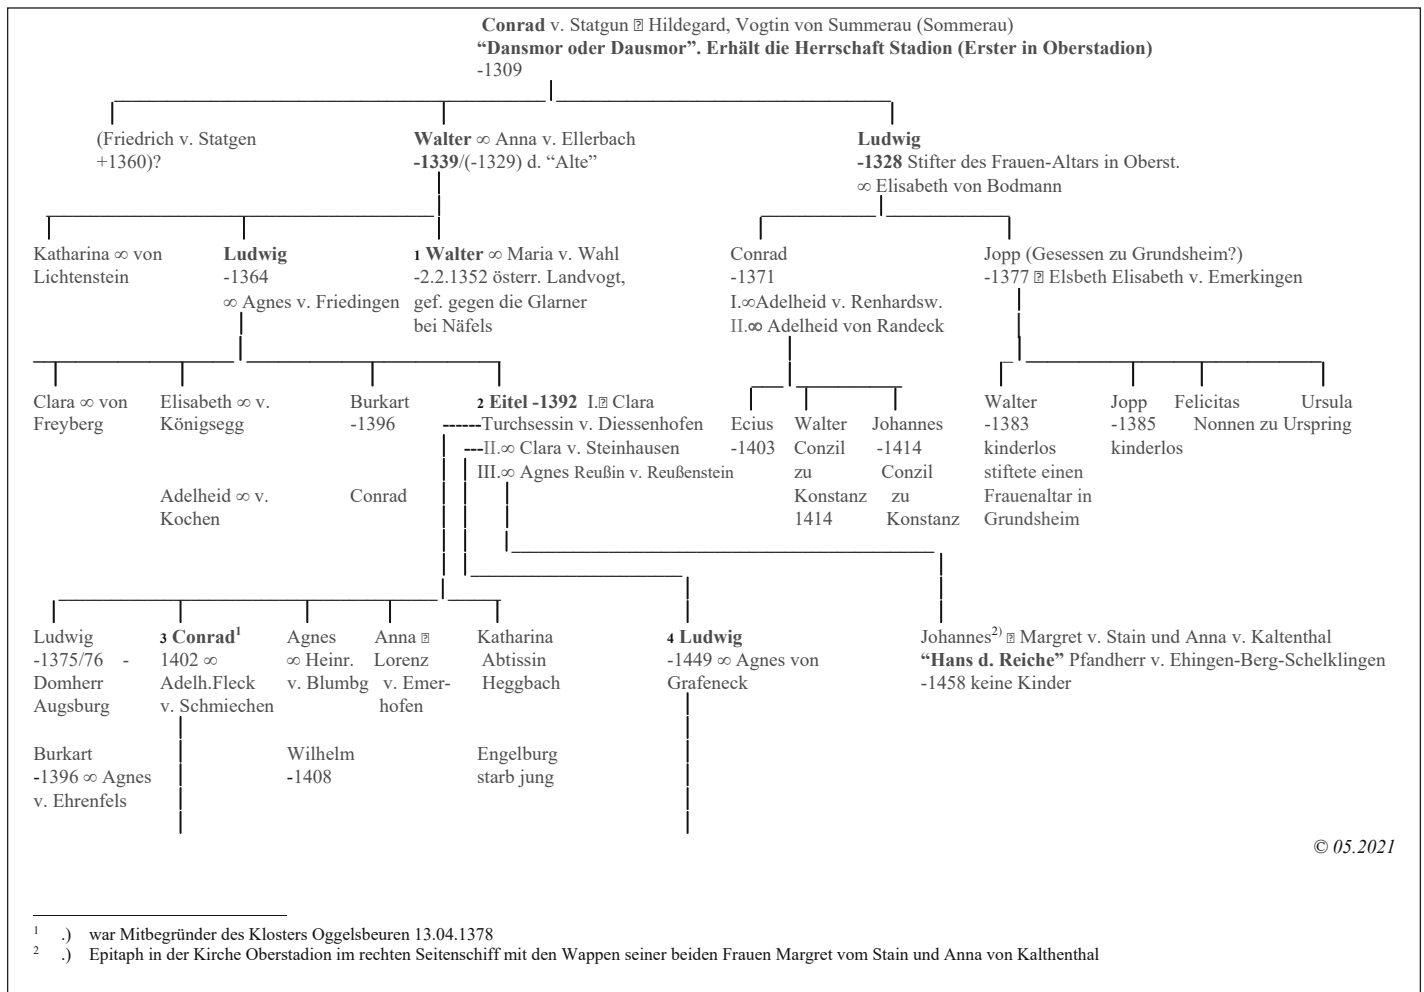 Conrad v. Statgun ⍰ Hildegard, Vogtin von Summerau (Sommerau)
“Dansmor oder Dausmor”. Erhält die Herrschaft Stadion (Erster in Oberstadion)
-1309
(Friedrich v. Statgen
+1360)?
Walter ∞ Anna v. Ellerbach
-1339/(-1329) d. “Alte”
Ludwig
-1328 Stifter des Frauen-Altars in Oberst.
∞ Elisabeth von Bodmann
Katharina ∞ von
Lichtenstein
Ludwig
-1364
∞ Agnes v. Friedingen
1 Walter ∞ Maria v. Wahl
-2.2.1352 österr. Landvogt,
gef. gegen die Glarner
bei Näfels
Conrad
-1371
I.∞Adelheid v. Renhardsw.
II.∞ Adelheid von Randeck
Jopp (Gesessen zu Grundsheim?)
-1377 ⍰ Elsbeth Elisabeth v. Emerkingen
Clara ∞ von
Freyberg
Elisabeth ∞ v.
Königsegg
Adelheid ∞ v.
Kochen
Burkart
-1396
Conrad
2 Eitel -1392 I.⍰ Clara
------Turchsessin v. Diessenhofen
---II.∞ Clara v. Steinhausen
III.∞ Agnes Reußin v. Reußenstein
Ecius
-1403
Walter
Conzil
zu
Konstanz
1414
Johannes
-1414
Conzil
zu
Konstanz
Walter
-1383
kinderlos
stiftete einen
Frauenaltar in
Grundsheim
Jopp
-1385
kinderlos
Felicitas Ursula
Nonnen zu Urspring
Ludwig
-1375/76 -
Domherr
Augsburg
Burkart
-1396 ∞ Agnes
v. Ehrenfels
3 Conrad1
1402 ∞
Adelh.Fleck
v. Schmiechen
Agnes
∞ Heinr.
v. Blumbg
Wilhelm
-1408
Anna ⍰
Lorenz
v. Emer-
hofen
Katharina
Abtissin
Heggbach
Engelburg
starb jung
4 Ludwig
-1449 ∞ Agnes von
Grafeneck
Johannes2) ⍰ Margret v. Stain und Anna v. Kaltenthal
“Hans d. Reiche” Pfandherr v. Ehingen-Berg-Schelklingen
-1458 keine Kinder
© 05.2021
1 .) war Mitbegründer des Klosters Oggelsbeuren 13.04.1378
2 .) Epitaph in der Kirche Oberstadion im rechten Seitenschiff mit den Wappen seiner beiden Frauen Margret vom Stain und Anna von Kalthenthal